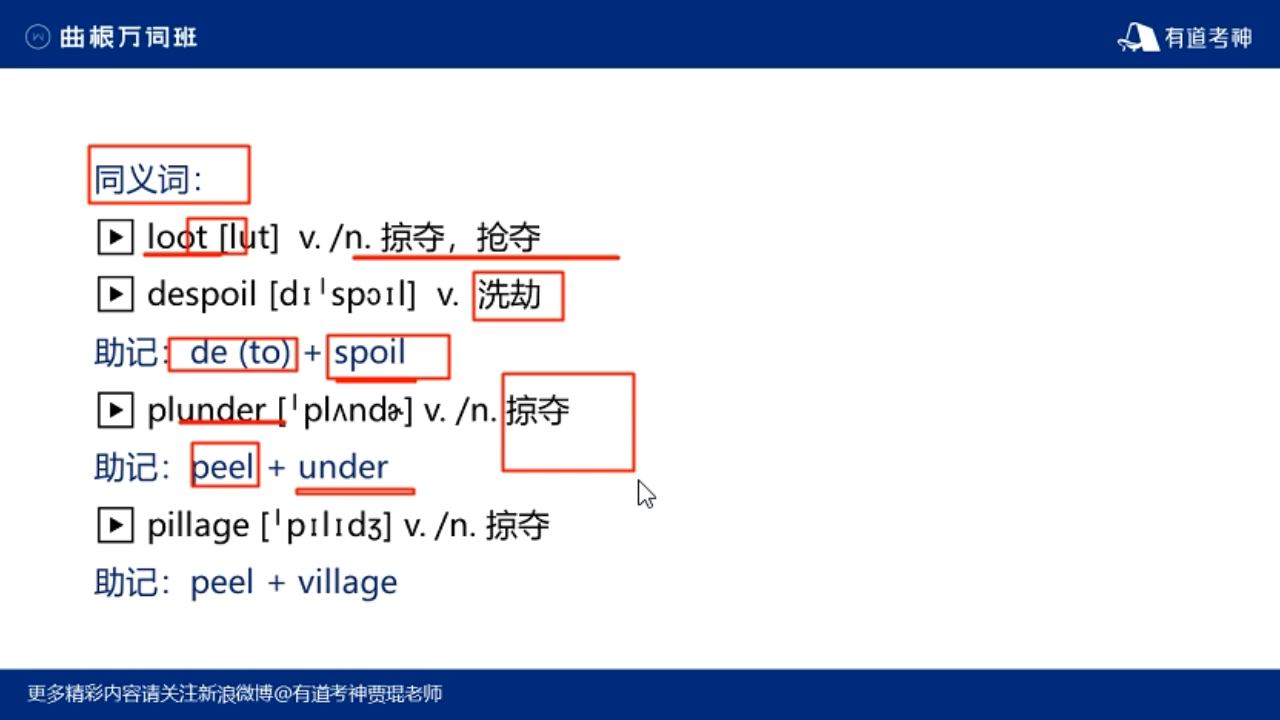 曲根万词班
有道考神
同义词：
loot [lut] v. /n. 掠夺，抢夺
despoil [dɪˈspɔɪl] v. 洗劫
助记：de (to) + spoil
plunder [ˈplʌndɚ] v. /n. 掠夺
助记：peel + under
pillage [ˈpɪlɪdʒ] v. /n. 掠夺
助记：peel + village
更多精彩内容请关注新浪微博@有道考神贾琨老师